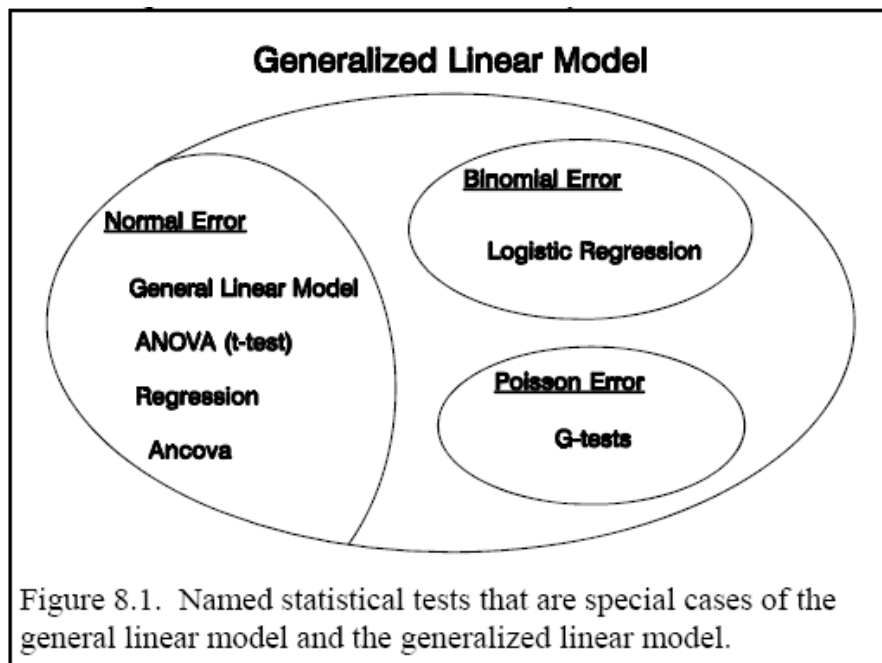 Generalized Linear Model
Normal Error
General Linear Model
ANOVA (t-test)
Regression
Ancova
Binomial Error
Logistic Regression
Poisson Error
G-tests
Figure 8.1. Named statistical tests that are special cases of the
general linear model and the generalized linear model.